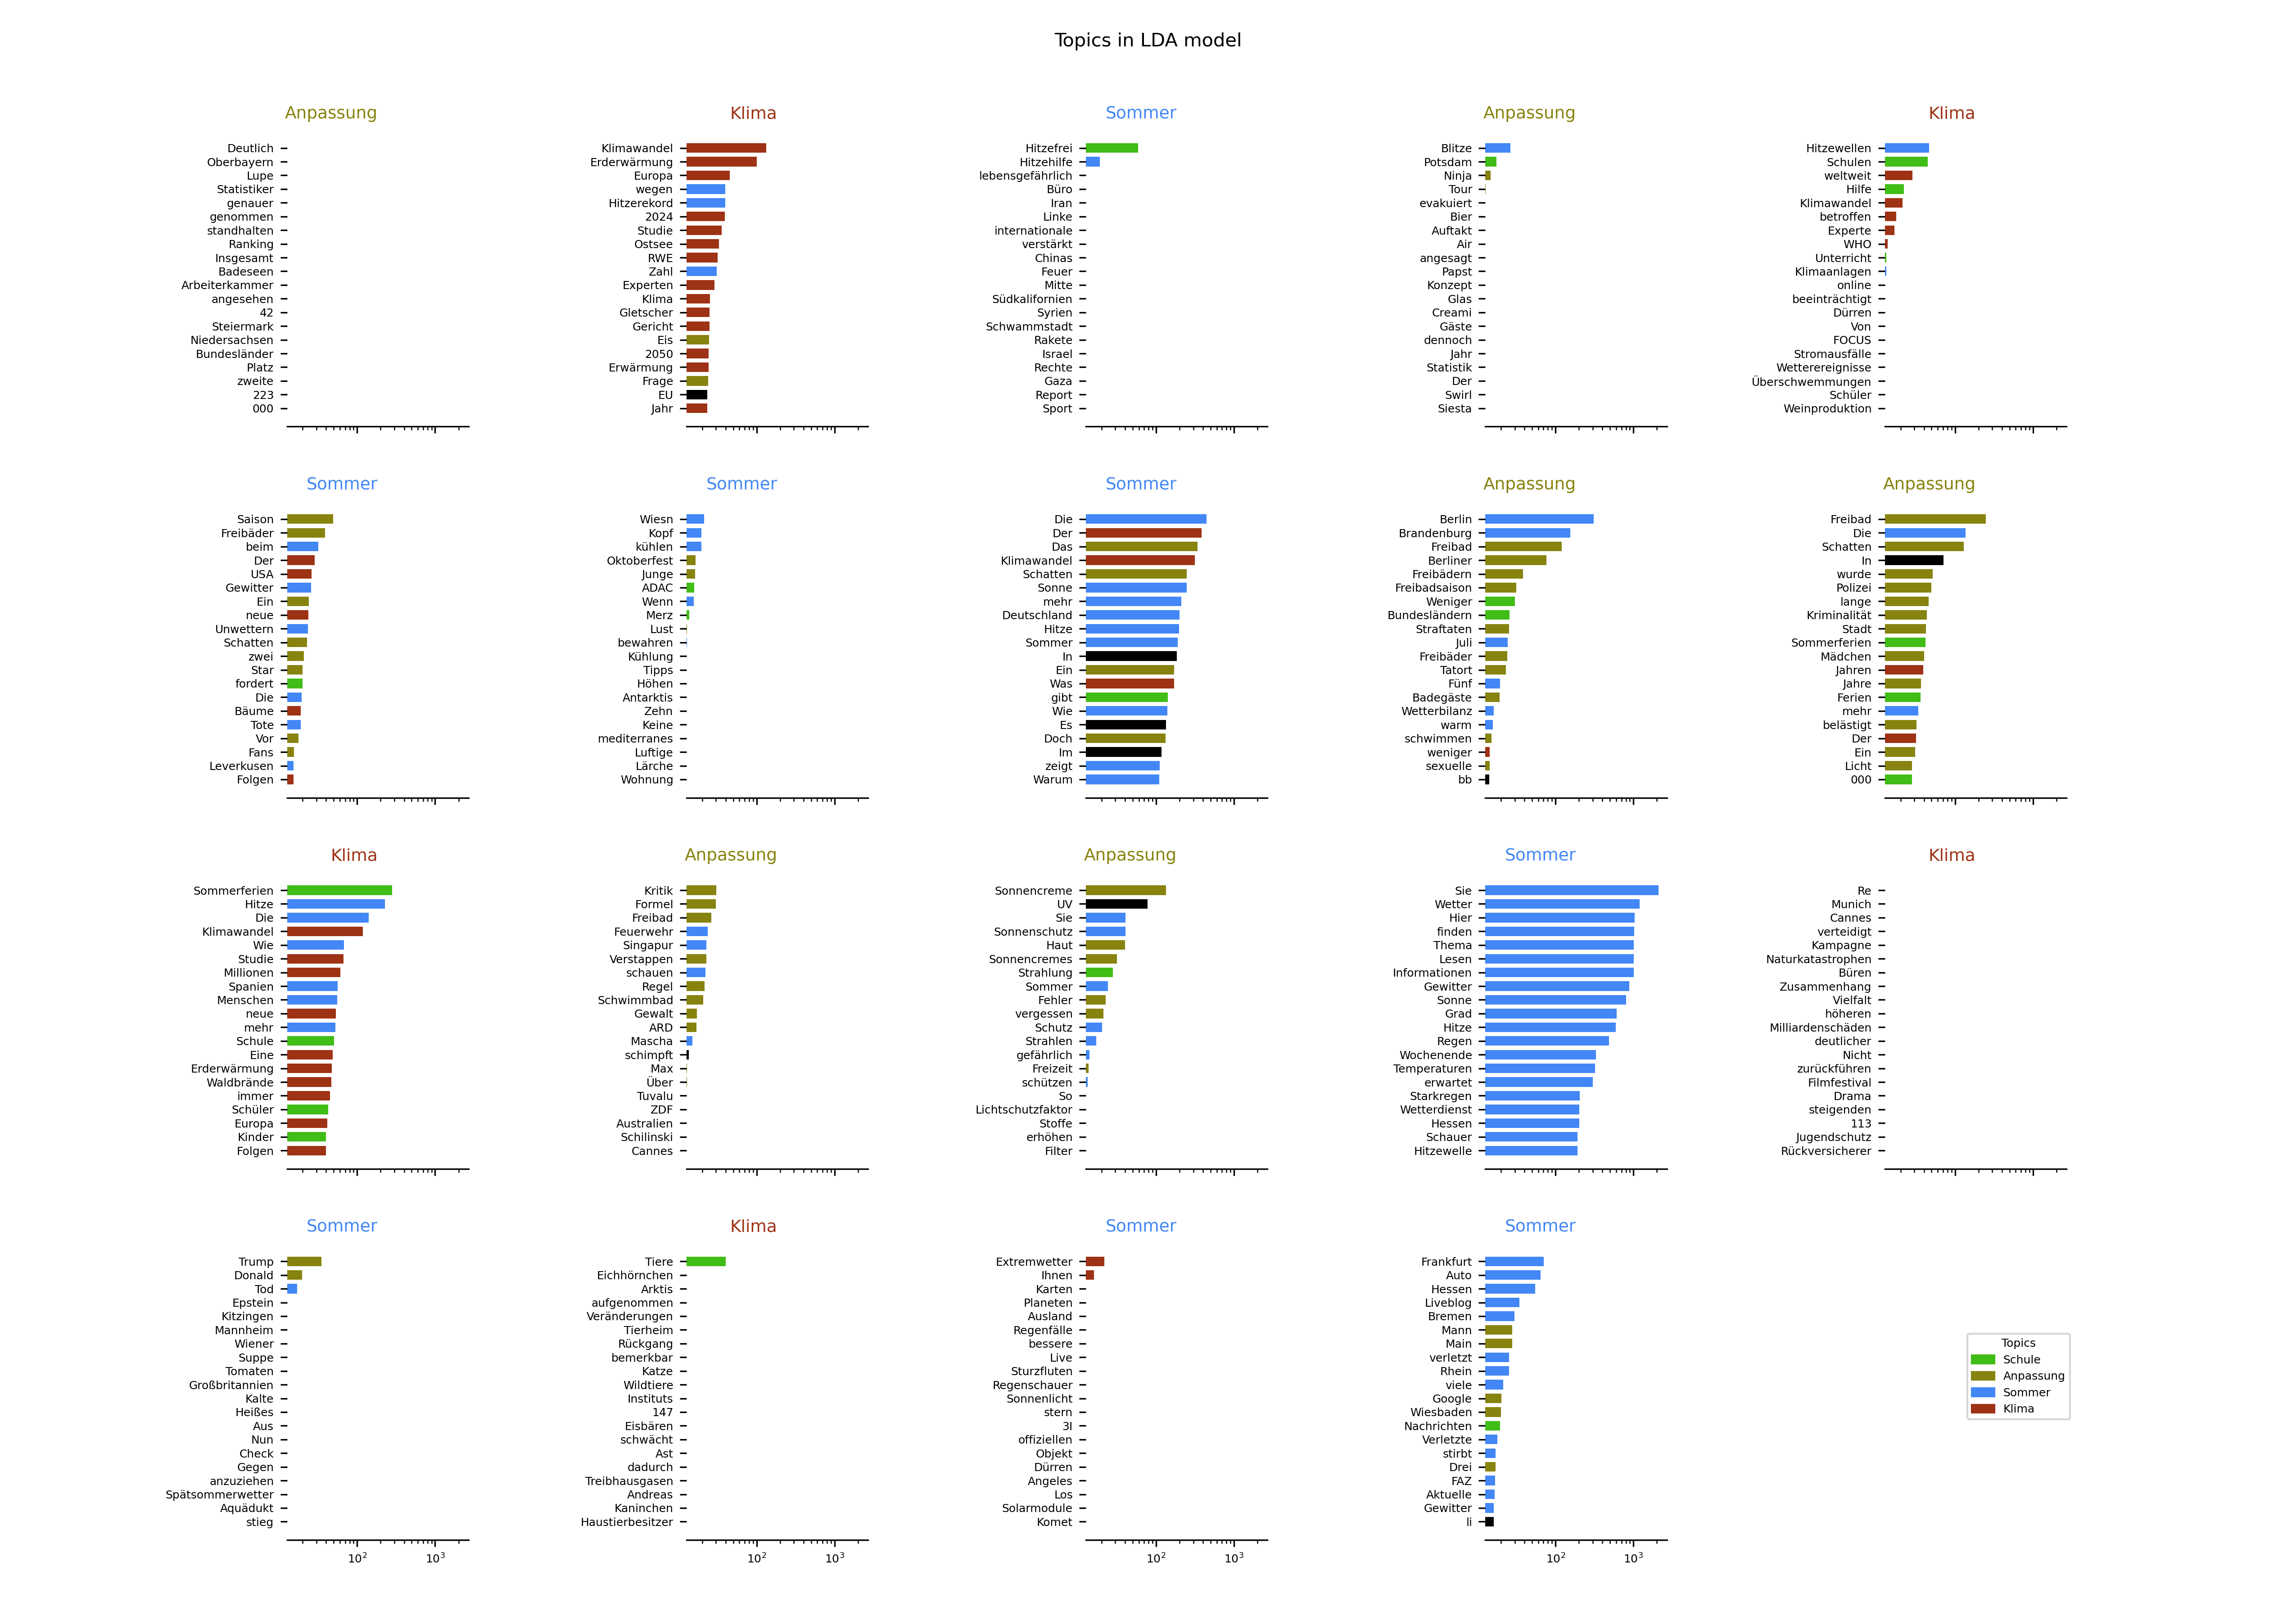 Topics in LDA model
Anpassung
Deutlich
Oberbayern
Lupe
Statistiker
genauer
genommen
standhalten
Ranking
Insgesamt
Badeseen
Arbeiterkammer
angesehen
42
Steiermark
Niedersachsen
Bundesländer
Platz
zweite
223
000
Klima
Klimawandel
Erderwärmung
Europa
wegen
Hitzerekord
2024
Studie
Ostsee
RWE
Zahl
Experten
Klima
Gletscher
Gericht
Eis
2050
Erwärmung
Frage
EU
Jahr
Sommer
Hitzefrei
Hitzehilfe
lebensgefährlich
Büro
Iran
Linke
internationale
verstärkt
Chinas
Feuer
Mitte
Südkalifornien
Syrien
Schwammstadt
Rakete
Israel
Rechte
Gaza
Report
Sport
Anpassung
Blitze
Potsdam
Ninja
Tour
evakuiert
Bier
Auftakt
Air
angesagt
Papst
Konzept
Glas
Creami
Gäste
dennoch
Jahr
Statistik
Der
Swirl
Siesta
Klima
Hitzewellen
Schulen
weltweit
Hilfe
Klimawandel
betroffen
Experte
WHO
Unterricht
Klimaanlagen
online
beeinträchtigt
Dürren
Von
FOCUS
Stromausfälle
Wetterereignisse
Überschwemmungen
Schüler
Weinproduktion
Sommer
Saison
Freibäder
beim
Der
USA
Gewitter
Ein
neue
Unwettern
Schatten
zwei
Star
fordert
Die
Bäume
Tote
Vor
Fans
Leverkusen
Folgen
Sommer
Wiesn
Kopf
kühlen
Oktoberfest
Junge
ADAC
Wenn
Merz
Lust
bewahren
Kühlung
Tipps
Höhen
Antarktis
Zehn
Keine
mediterranes
Luftige
Lärche
Wohnung
Sommer
Die
Der
Das
Klimawandel
Schatten
Sonne
mehr
Deutschland
Hitze
Sommer
In
Ein
Was
gibt
Wie
Es
Doch
Im
zeigt
Warum
Anpassung
Berlin
Brandenburg
Freibad
Berliner
Freibädern
Freibadsaison
Weniger
Bundesländern
Straftaten
Juli
Freibäder
Tatort
Fünf
Badegäste
Wetterbilanz
warm
schwimmen
weniger
sexuelle
bb
Anpassung
Freibad
Die
Schatten
In
wurde
Polizei
lange
Kriminalität
Stadt
Sommerferien
Mädchen
Jahren
Jahre
Ferien
mehr
belästigt
Der
Ein
Licht
000
Klima
Sommerferien
Hitze
Die
Klimawandel
Wie
Studie
Millionen
Spanien
Menschen
neue
mehr
Schule
Eine
Erderwärmung
Waldbrände
immer
Schüler
Europa
Kinder
Folgen
Anpassung
Kritik
Formel
Freibad
Feuerwehr
Singapur
Verstappen
schauen
Regel
Schwimmbad
Gewalt
ARD
Mascha
schimpft
Max
Über
Tuvalu
ZDF
Australien
Schilinski
Cannes
Anpassung
Sonnencreme
UV
Sie
Sonnenschutz
Haut
Sonnencremes
Strahlung
Sommer
Fehler
vergessen
Schutz
Strahlen
gefährlich
Freizeit
schützen
So
Lichtschutzfaktor
Stoffe
erhöhen
Filter
Sommer
Sie
Wetter
Hier
finden
Thema
Lesen
Informationen
Gewitter
Sonne
Grad
Hitze
Regen
Wochenende
Temperaturen
erwartet
Starkregen
Wetterdienst
Hessen
Schauer
Hitzewelle
Klima
Re
Munich
Cannes
verteidigt
Kampagne
Naturkatastrophen
Büren
Zusammenhang
Vielfalt
höheren
Milliardenschäden
deutlicher
Nicht
zurückführen
Filmfestival
Drama
steigenden
113
Jugendschutz
Rückversicherer
Sommer
Trump
Donald
Tod
Epstein
Kitzingen
Mannheim
Wiener
Suppe
Tomaten
Großbritannien
Kalte
Heißes
Aus
Nun
Check
Gegen
anzuziehen
Spätsommerwetter
Aquädukt
stieg
10² 10³
Klima
Tiere
Eichhörnchen
Arktis
aufgenommen
Veränderungen
Tierheim
Rückgang
bemerkbar
Katze
Wildtiere
Instituts
147
Eisbären
schwächt
Ast
dadurch
Treibhausgasen
Andreas
Kaninchen
Haustierbesitzer
10² 10³
Sommer
Extremwetter
Ihnen
Karten
Planeten
Ausland
Regenfälle
bessere
Live
Sturzfluten
Regenschauer
Sonnenlicht
stern
3I
offiziellen
Objekt
Dürren
Angeles
Los
Solarmodule
Komet
10² 10³
Sommer
Frankfurt
Auto
Hessen
Liveblog
Bremen
Mann
Main
verletzt
Rhein
viele
Google
Wiesbaden
Nachrichten
Verletzte
stirbt
Drei
FAZ
Aktuelle
Gewitter
li
10² 10³
Topics
Schule
Anpassung
Sommer
Klima